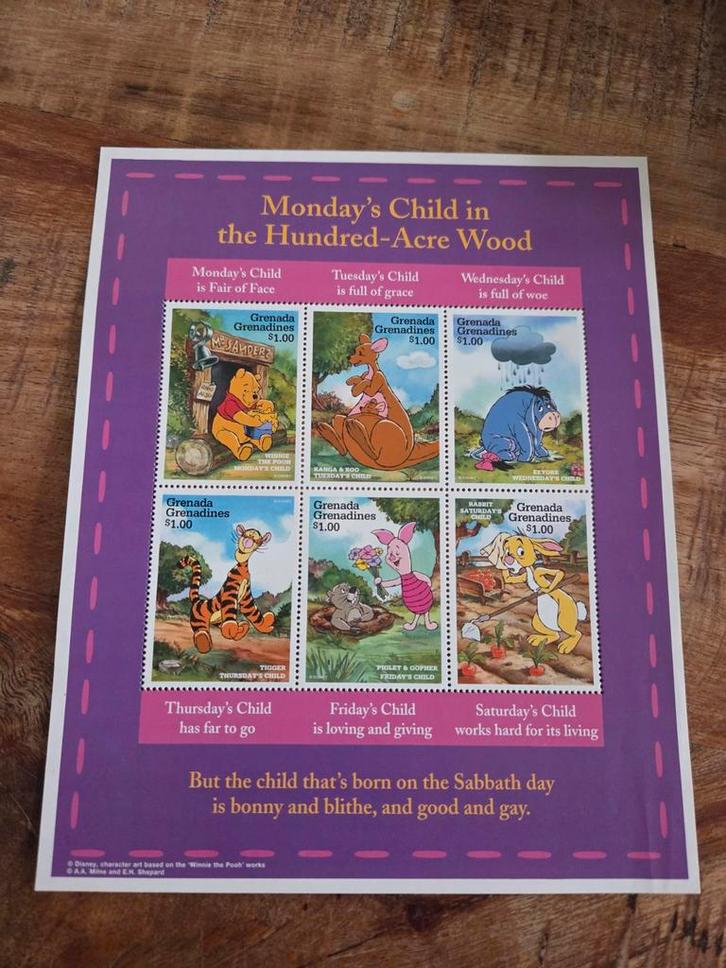 Monday's Child in
the Hundred-Acre Wood
Monday's Child
is Fair of Face
Tuesday's Child
is full of grace
Wednesday's Child
is full of woe
Grenada
Grenadines
$1.00
MR SANDERZ
WINNIE
THE POOH
MONDAY'S CHILD
Grenada
Grenadines
$1.00
KANGA & ROO
TUESDAY'S CHILD
Grenada
Grenadines
$1.00
EEYORE
WEDNESDAY'S CHILD
Grenada
Grenadines
$1.00
TIGGER
THURSDAY'S CHILD
Grenada
Grenadines
$1.00
PIGLET & GOPHER
FRIDAY'S CHILD
RABBIT
SATURDAY'S
CHILD
Grenada
Grenadines
$1.00
Thursday's Child
has far to go
Friday's Child
is loving and giving
Saturday's Child
works hard for its living
But the child that's born on the Sabbath day
is bonny and blithe, and good and gay.
© Disney, character art based on the 'Winnie the Pooh' works
© A.A. Milne and E.H. Shepard